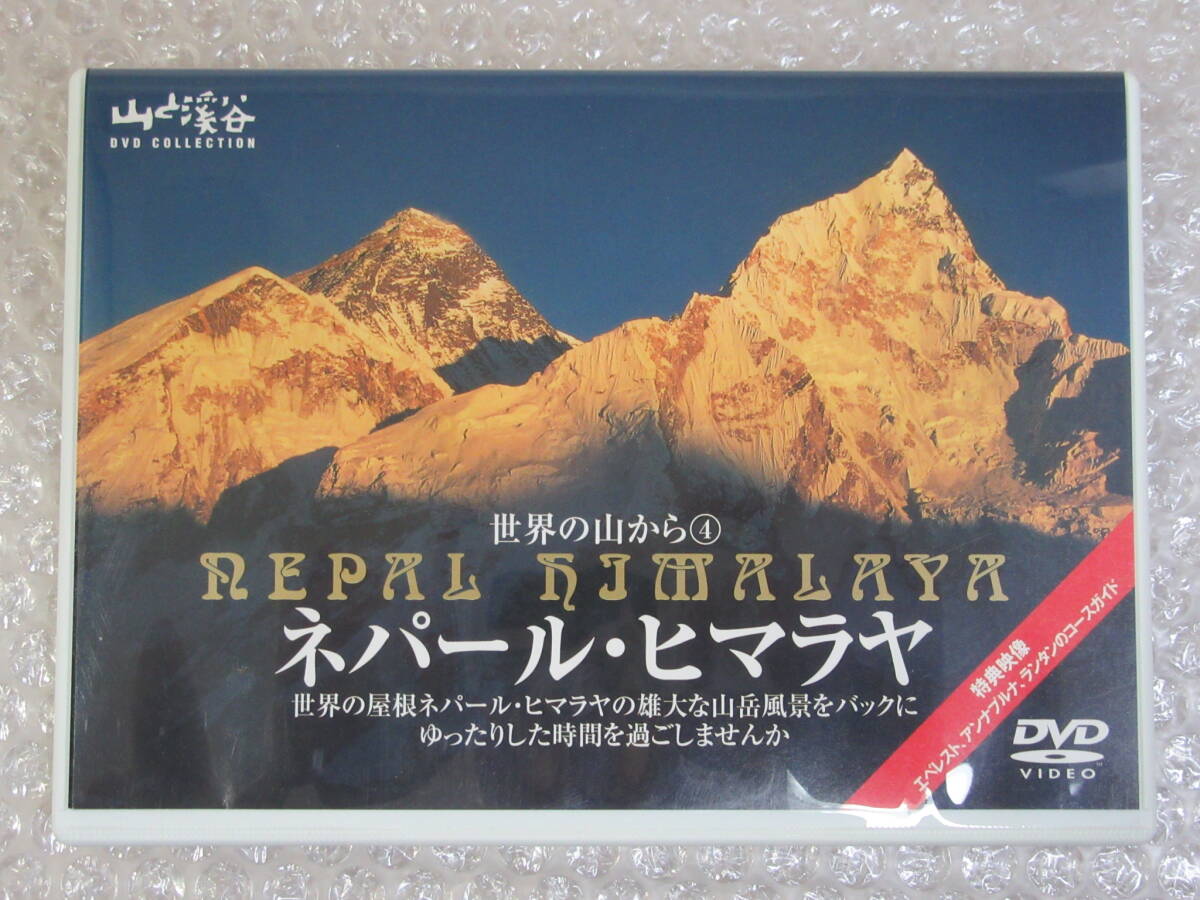 山と溪谷
DVD COLLECTION
世界の山から④
NEPAL HIMALAYA
ネパール・ヒマラヤ
世界の屋根ネパール・ヒマラヤの雄大な山岳風景をバックに
ゆったりした時間を過ごしませんか
特典映像
エベレスト、アンナプルナ、ランタンのコースガイド
DVD
VIDEO
TM